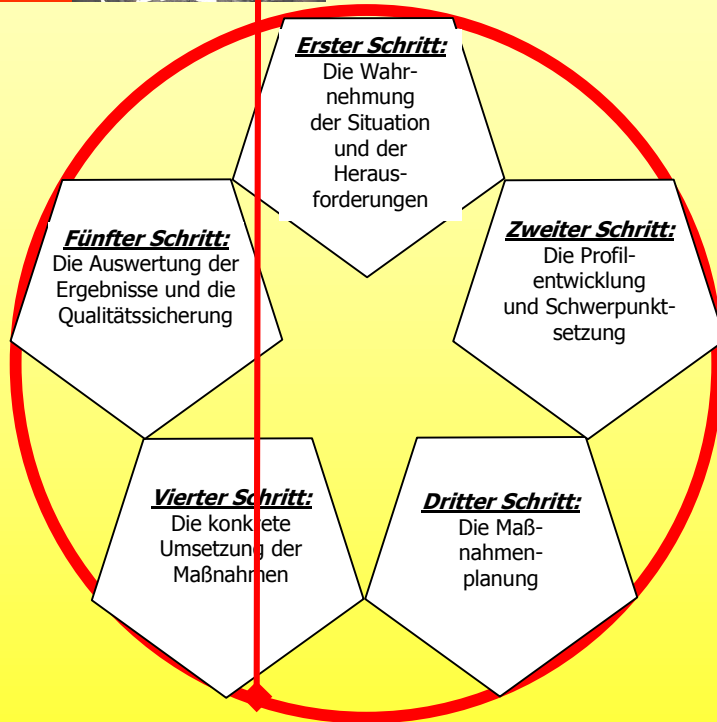 Erster Schritt:
Die Wahr-
nehmung
der Situation
und der
Heraus-
forderungen
Zweiter Schritt:
Die Profil-
entwicklung
und Schwerpunkt-
setzung
Dritter Schritt:
Die Maß-
nahmen-
planung
Vierter Schritt:
Die konkrete
Umsetzung der
Maßnahmen
Fünfter Schritt:
Die Auswertung der
Ergebnisse und die
Qualitätssicherung